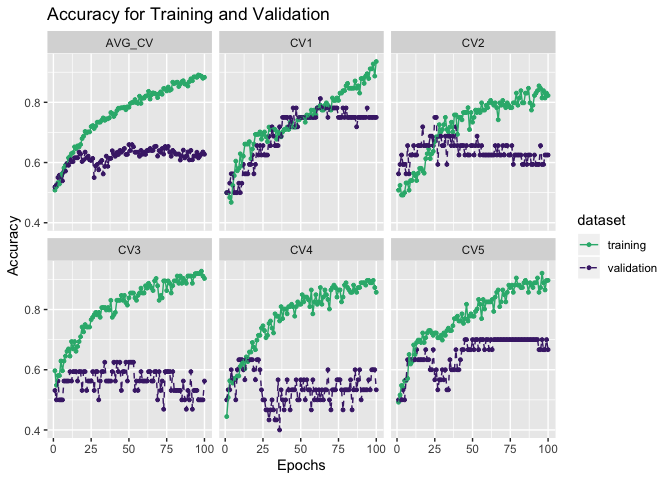 Accuracy for Training and Validation
AVG_CV
CV1
CV2
0.8
0.6
0.4
CV3
CV4
CV5
0.8
0.6
0.4
0
25
50
75
100
0
25
50
75
100
0
25
50
75
100
Epochs
Accuracy
dataset
training
validation